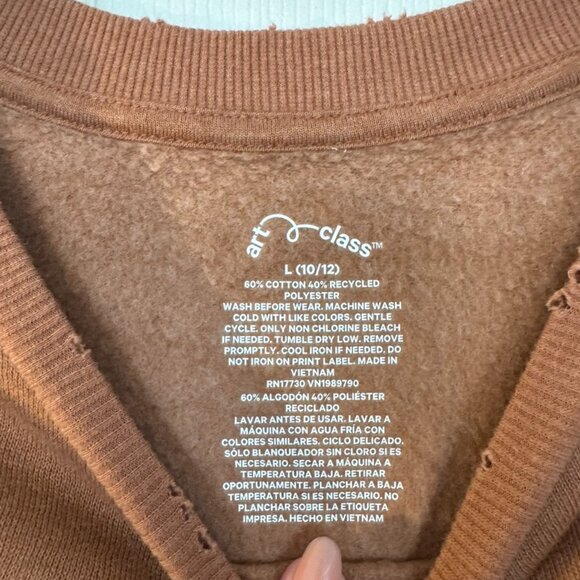 art class™
L (10/12)
60% COTTON 40% RECYCLED
POLYESTER
WASH BEFORE WEAR. MACHINE WASH
COLD WITH LIKE COLORS. GENTLE
CYCLE. ONLY NON CHLORINE BLEACH
IF NEEDED. TUMBLE DRY LOW. REMOVE
PROMPTLY. COOL IRON IF NEEDED. DO
NOT IRON ON PRINT LABEL. MADE IN
VIETNAM
RN17730 VN1989790
60% ALGODÓN 40% POLIÉSTER
RECICLADO
LAVAR ANTES DE USAR. LAVAR A
MÁQUINA CON AGUA FRÍA CON
COLORES SIMILARES. CICLO DELICADO.
SÓLO BLANQUEADOR SIN CLORO SI ES
NECESARIO. SECAR A MÁQUINA A
TEMPERATURA BAJA. RETIRAR
OPORTUNAMENTE. PLANCHAR A BAJA
TEMPERATURA SI ES NECESARIO. NO
PLANCHAR SOBRE LA ETIQUETA
IMPRESA. HECHO EN VIETNAM